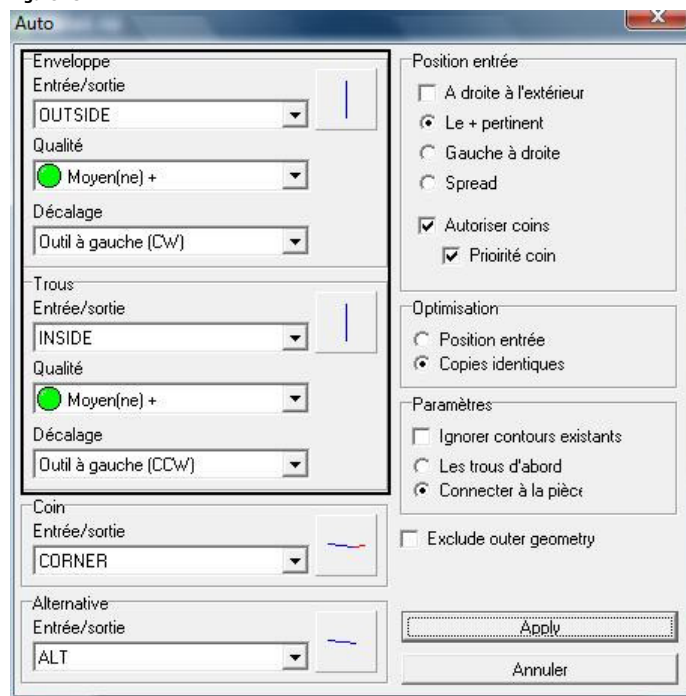 Auto
Enveloppe
Entrée/sortie
OUTSIDE
Qualité
Moyen(ne) +
Décalage
Outil à gauche (CW)
Trous
Entrée/sortie
INSIDE
Qualité
Moyen(ne) +
Décalage
Outil à gauche (CCW)
Coin
Entrée/sortie
CORNER
Alternative
Entrée/sortie
ALT
Position entrée
A droite à l'extérieur
Le + pertinent
Gauche à droite
Spread
Autoriser coins
Prioirité coin
Optimisation
Position entrée
Copies identiques
Paramètres
Ignorer contours existants
Les trous d'abord
Connecter à la pièce
Exclude outer geometry
Apply
Annuler